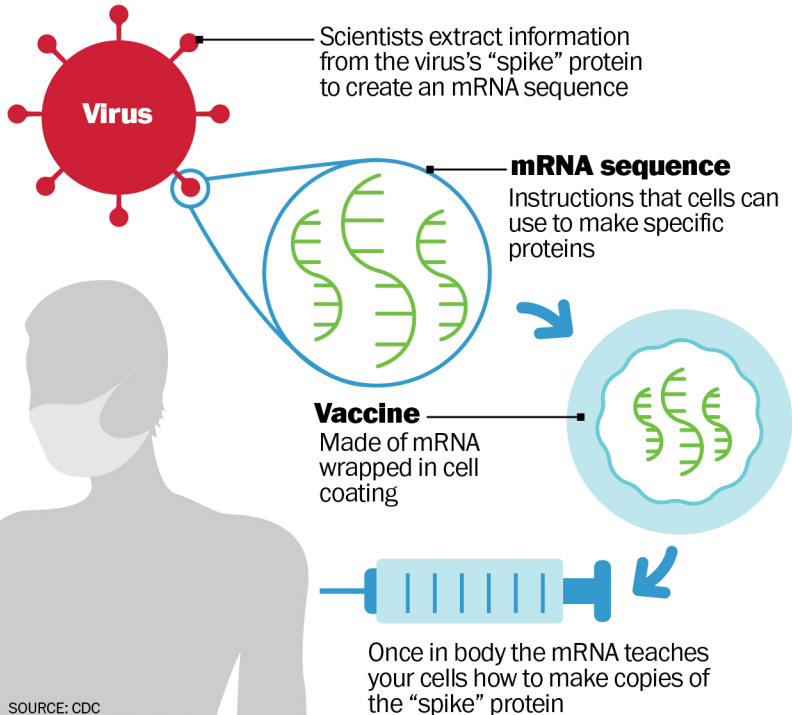 Virus
Scientists extract information
from the virus’s “spike” protein
to create an mRNA sequence
mRNA sequence
Instructions that cells can
use to make specific
proteins
Vaccine
Made of mRNA
wrapped in cell
coating
Once in body the mRNA teaches
your cells how to make copies of
the “spike” protein
SOURCE: CDC